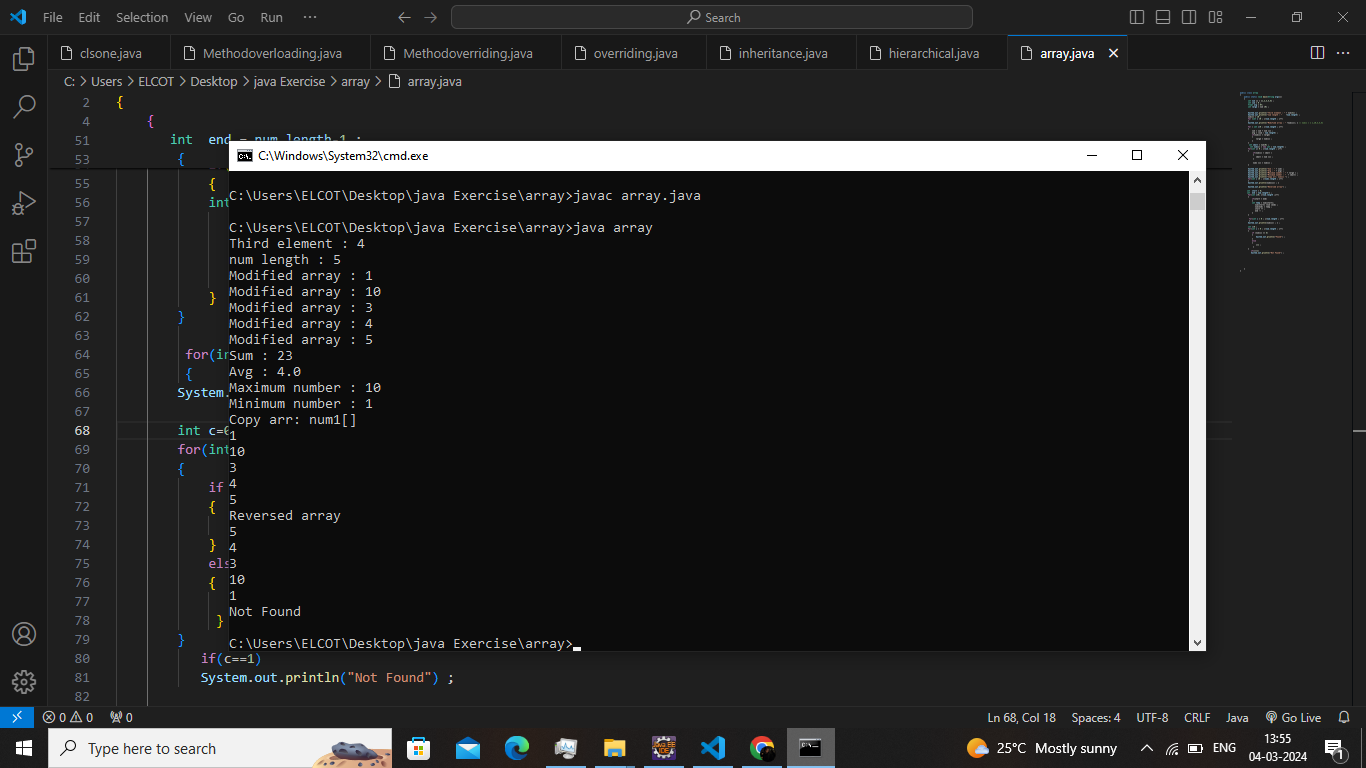 File Edit Selection View Go Run ··· Search
clsone.java Methodoverloading.java Methodoverriding.java overriding.java inheritance.java hierarchical.java array.java
C: > Users > ELCOT > Desktop > java Exercise > array > array.java
2 {
4 {
51 int end = num.length-1 ;
53 {
55 {
56 int
57
58
59
60
61 }
62 }
63
64 for(in
65 {
66 System.
67
68 int c=0
69 for(int
70 {
71 if
72 {
73
74 }
75 els
76 {
77
78 }
79 }
80 if(c==1)
81 System.out.println("Not Found") ;
82
C:\Windows\System32\cmd.exe
C:\Users\ELCOT\Desktop\java Exercise\array>javac array.java
C:\Users\ELCOT\Desktop\java Exercise\array>java array
Third element : 4
num length : 5
Modified array : 1
Modified array : 10
Modified array : 3
Modified array : 4
Modified array : 5
Sum : 23
Avg : 4.0
Maximum number : 10
Minimum number : 1
Copy arr: num1[]
1
10
3
4
5
Reversed array
5
4
3
10
1
Not Found
C:\Users\ELCOT\Desktop\java Exercise\array>
0 0 0 Ln 68, Col 18 Spaces: 4 UTF-8 CRLF Java Go Live
Type here to search 25°C Mostly sunny ENG 13:55
04-03-2024
1